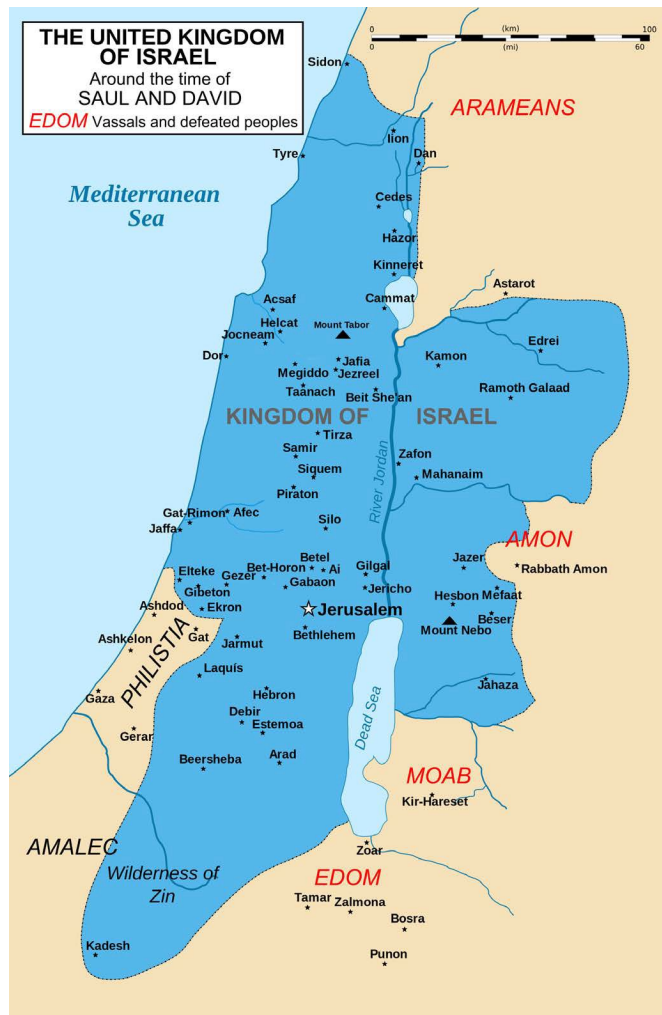 THE UNITED KINGDOM
OF ISRAEL
Around the time of
SAUL AND DAVID
EDOM Vassals and defeated peoples
0 (km) 100
0 (mi) 60
Sidon
ARAMEANS
Iion
Tyre
Dan
Mediterranean
Sea
Cedes
Hazor
Kinneret
Astarot
Acsaf
Cammat
Helcat
Mount Tabor
Jocneam
Edrei
Dor
Jafia
Kamon
Megiddo
Jezreel
Taanach
Ramoth Galaad
Beit She'an
KINGDOM OF ISRAEL
Tirza
Samir
Zafon
Siquem
Mahanaim
River Jordan
Piraton
Gat-Rimon
Afec
Silo
Jaffa
AMON
Betel
Jazer
Gilgal
Rabbath Amon
Elteke
Bet-Horon
Ai
Gezer
Gabaon
Gibeton
Jericho
Hesbon
Mefaat
Ashdod
Ekron
Jerusalem
Beser
Mount Nebo
Bethlehem
Ashkelon
Gat
Jarmut
PHILISTIA
Laquís
Jahaza
Gaza
Hebron
Dead Sea
Debir
Estemoa
Gerar
Beersheba
Arad
MOAB
Kir-Hareset
AMALEC
Zoar
Wilderness of
Zin
EDOM
Tamar
Zalmona
Bosra
Kadesh
Punon